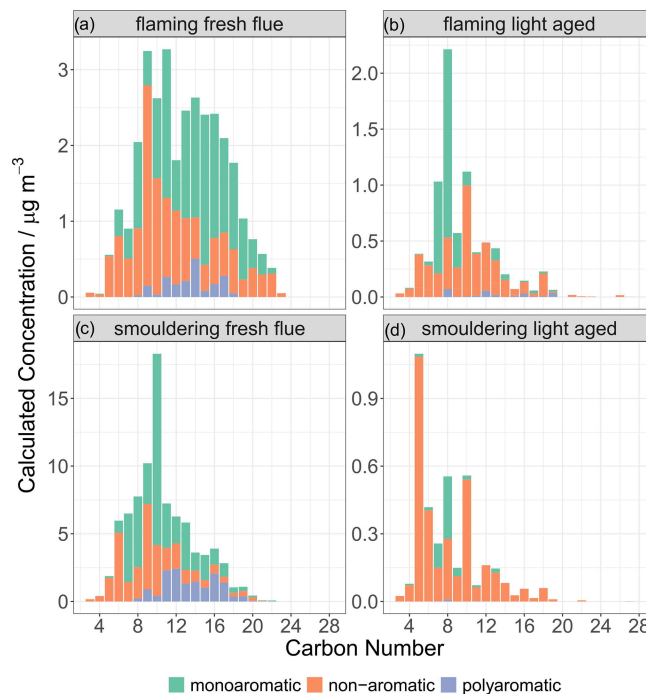 (a) flaming fresh flue
(b) flaming light aged
3
2
1
0
2.0
1.5
1.0
0.5
0.0
(c) smouldering fresh flue
(d) smouldering light aged
15
10
5
0
0.9
0.6
0.3
0.0
4 8 12 16 20 24 28
4 8 12 16 20 24 28
Calculated Concentration / μg m⁻³
Carbon Number
monoaromatic non−aromatic polyaromatic